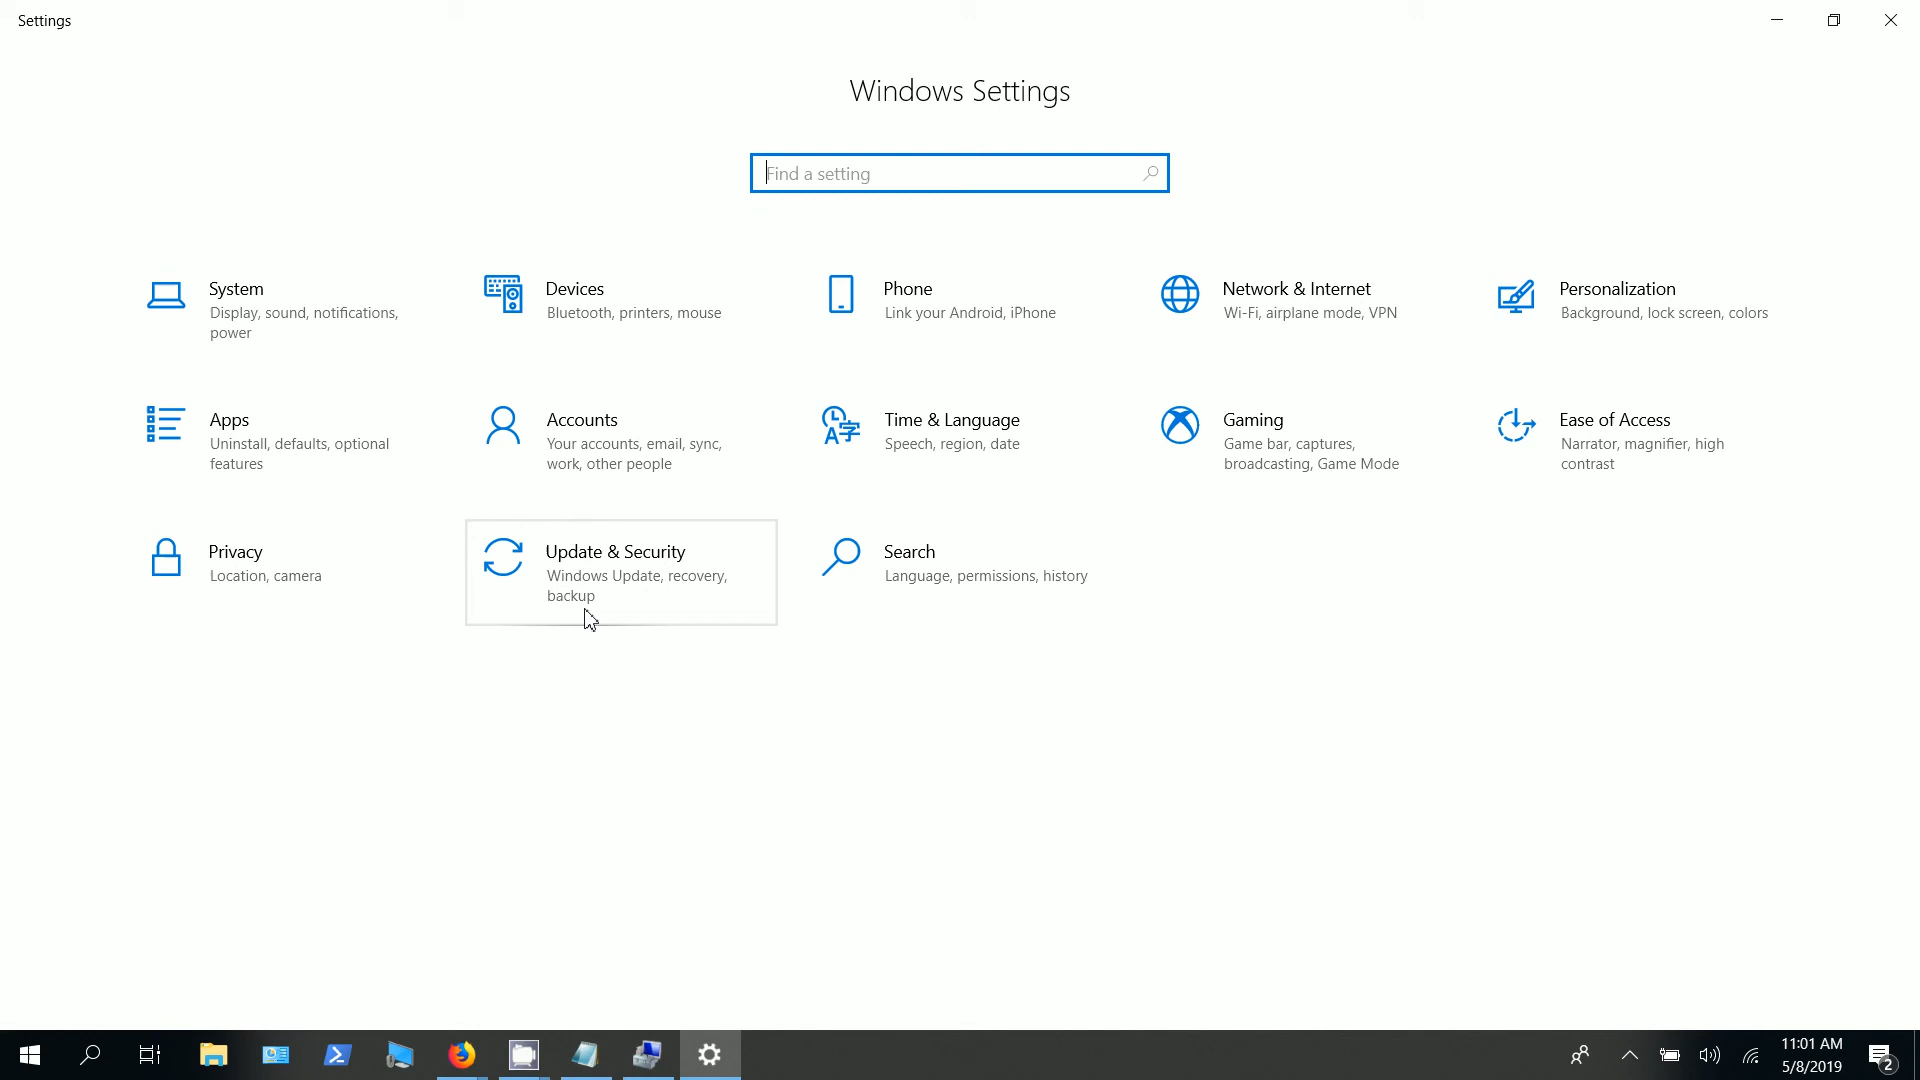 Settings
Windows Settings
Find a setting
System
Display, sound, notifications,
power
Devices
Bluetooth, printers, mouse
Phone
Link your Android, iPhone
Network & Internet
Wi-Fi, airplane mode, VPN
Personalization
Background, lock screen, colors
Apps
Uninstall, defaults, optional
features
Accounts
Your accounts, email, sync,
work, other people
Time & Language
Speech, region, date
Gaming
Game bar, captures,
broadcasting, Game Mode
Ease of Access
Narrator, magnifier, high
contrast
Privacy
Location, camera
Update & Security
Windows Update, recovery,
backup
Search
Language, permissions, history
11:01 AM
5/8/2019
2